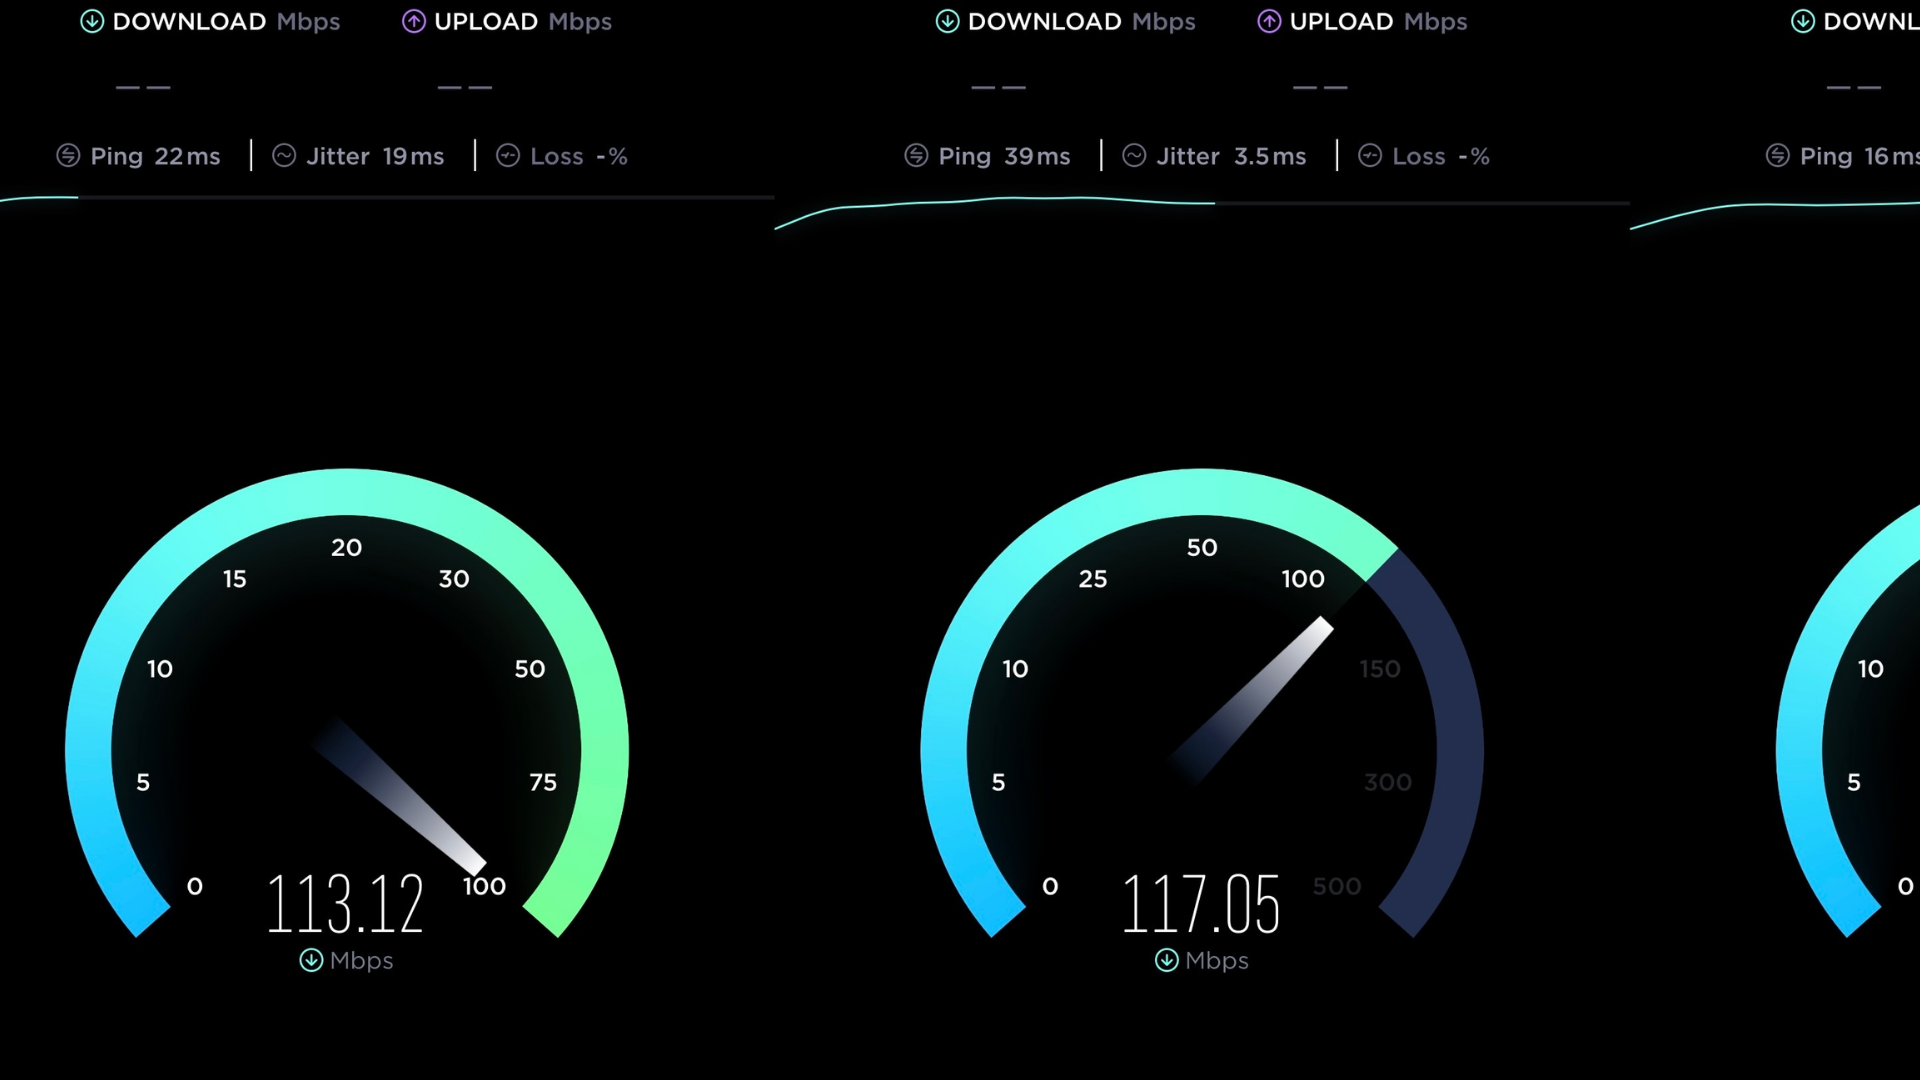 DOWNLOAD Mbps UPLOAD Mbps
— —
— —
Ping 22ms Jitter 19ms Loss -%
20
15 30
10 50
5 75
0 100
113.12
Mbps
DOWNLOAD Mbps UPLOAD Mbps
— —
— —
Ping 39ms Jitter 3.5ms Loss -%
50
25 100
10 150
5 300
0 500
117.05
Mbps
DOWNL
— —
Ping 16ms
10
5
0